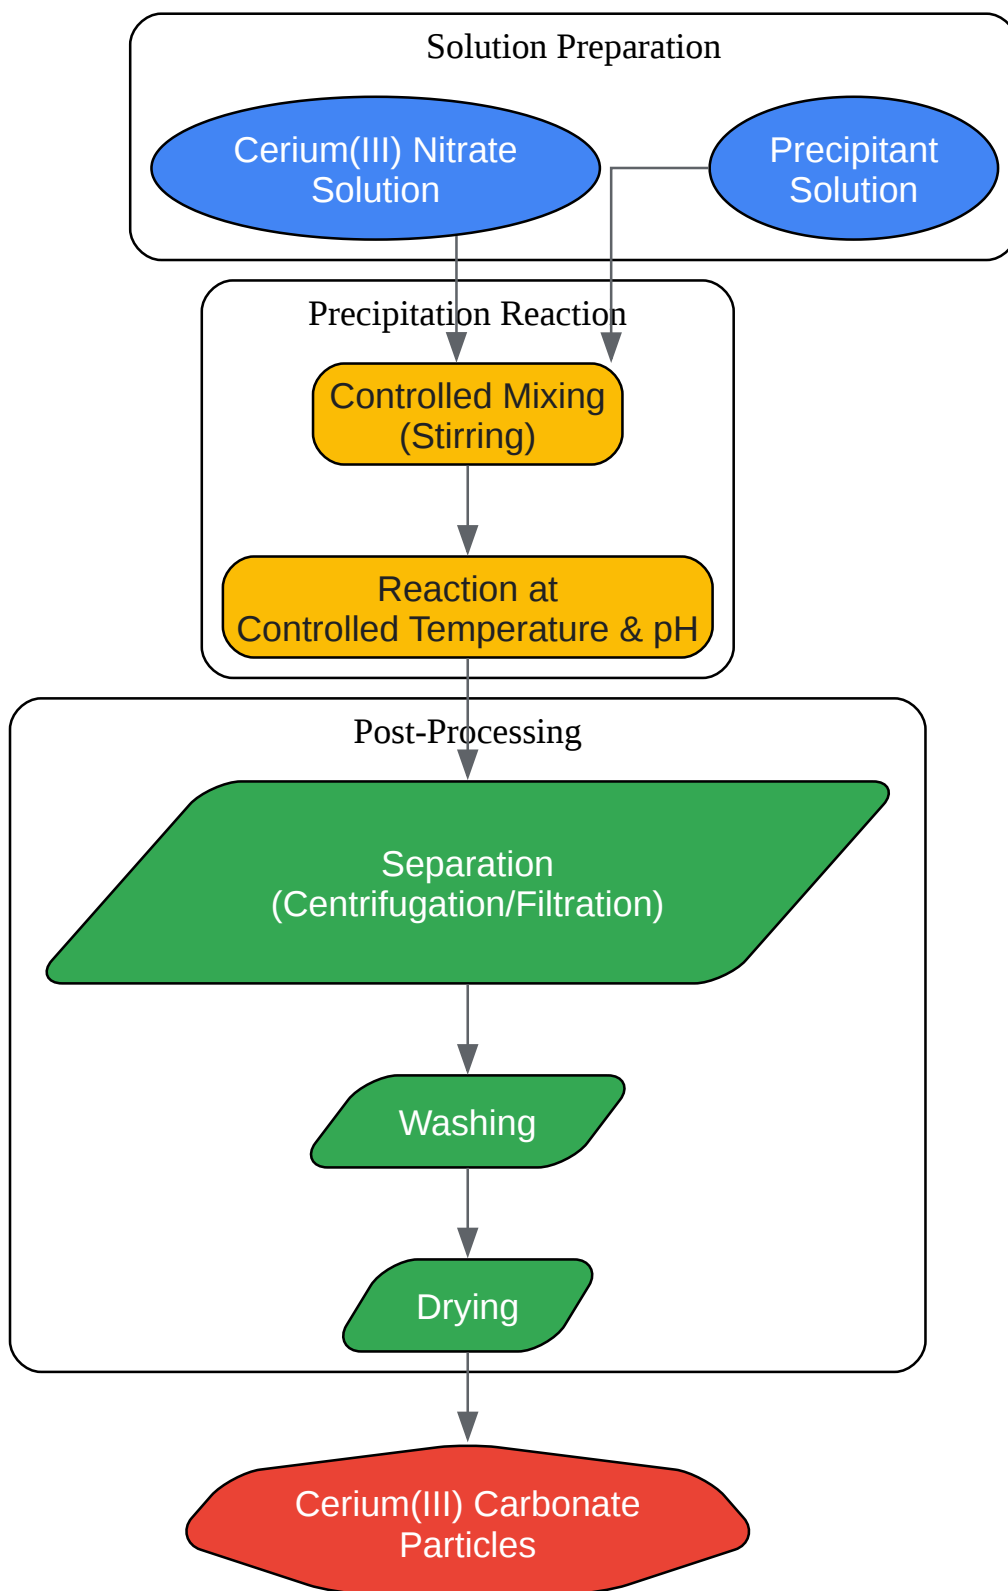 Solution Preparation
Cerium(III) Nitrate
Solution
Precipitant
Solution
Precipitation Reaction
Controlled Mixing
(Stirring)
Reaction at
Controlled Temperature & pH
Post-Processing
Separation
(Centrifugation/Filtration)
Washing
Drying
Cerium(III) Carbonate
Particles